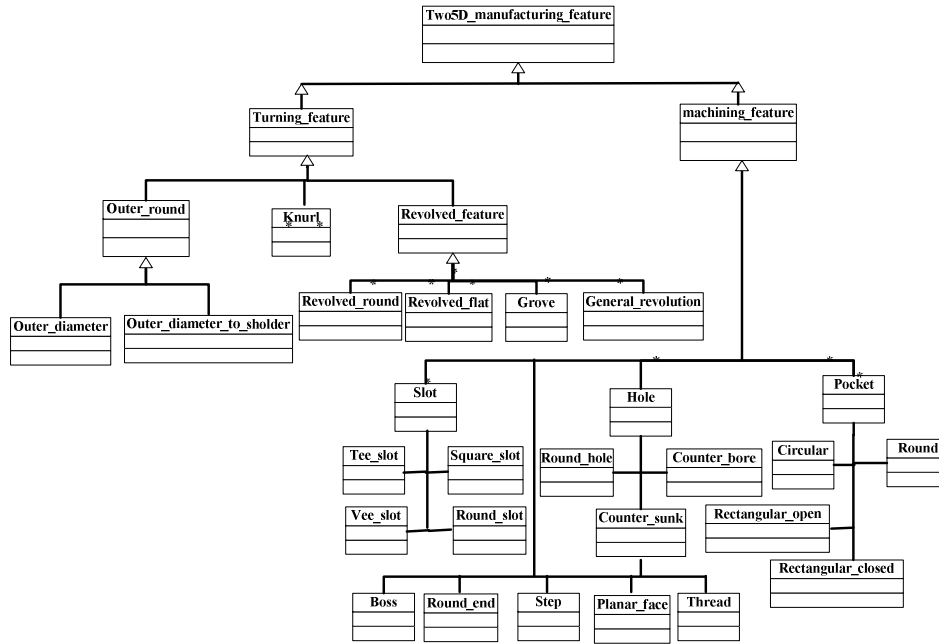 Two5D_manufacturing_feature
Turning_feature
machining_feature
Outer_round
Knurl
* *
Revolved_feature
*
* * * * *
Revolved_round
Revolved_flat
Grove
General_revolution
Outer_diameter
Outer_diameter_to_sholder
* *
*
*
Slot
Hole
Pocket
Tee_slot
Square_slot
Round_hole
Counter_bore
Circular
Round
Vee_slot
Round_slot
Counter_sunk
Rectangular_open
Rectangular_closed
Boss
Round_end
Step
Planar_face
Thread